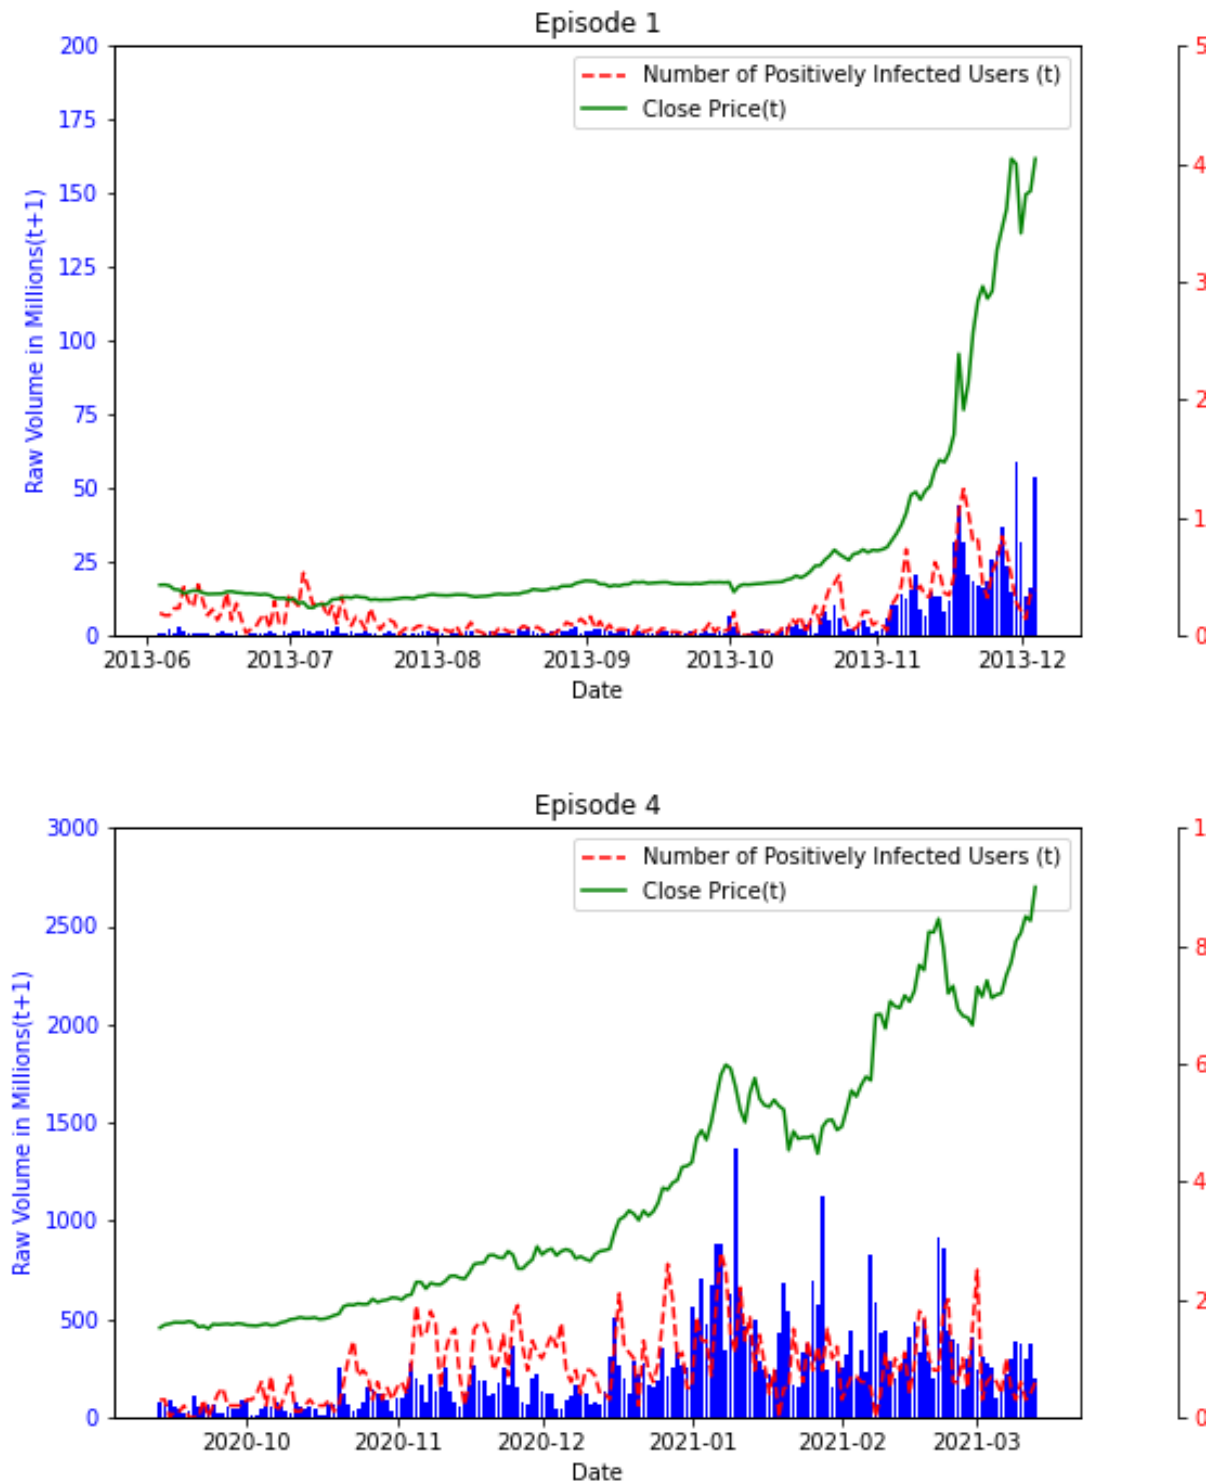 Episode 1
Number of Positively Infected Users (t)
Close Price(t)
Raw Volume in Millions(t+1)
200
175
150
125
100
75
50
25
0
5
4
3
2
1
0
2013-06 2013-07 2013-08 2013-09 2013-10 2013-11 2013-12
Date
Episode 4
Number of Positively Infected Users (t)
Close Price(t)
Raw Volume in Millions(t+1)
3000
2500
2000
1500
1000
500
0
1
8
6
4
2
0
2020-10 2020-11 2020-12 2021-01 2021-02 2021-03
Date